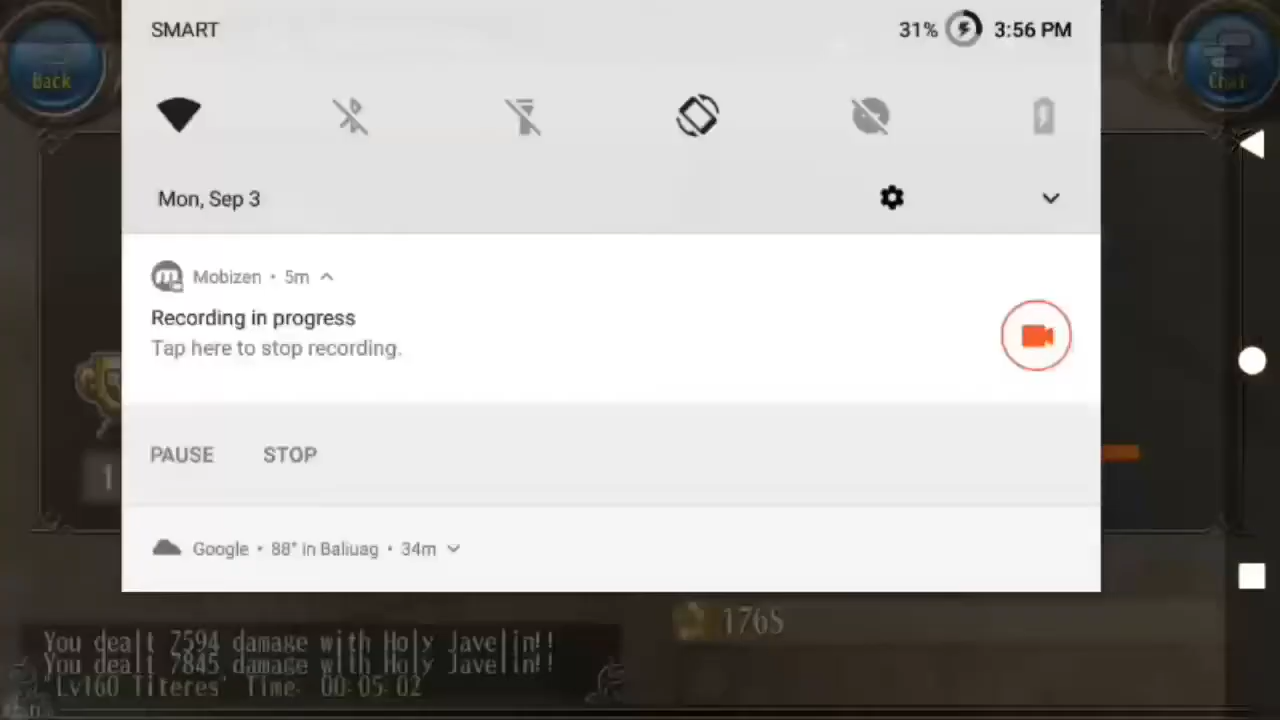 SMART
31% 3:56 PM
Back
Chat
Mon, Sep 3
Mobizen • 5m
Recording in progress
Tap here to stop recording.
1
PAUSE STOP
Google • 88° in Baliuag • 34m
1765
You dealt 7594 damage with Holy Javelin!!
You dealt 7845 damage with Holy Javelin!!
"Lv160 Titeres" Time: 00:05:02